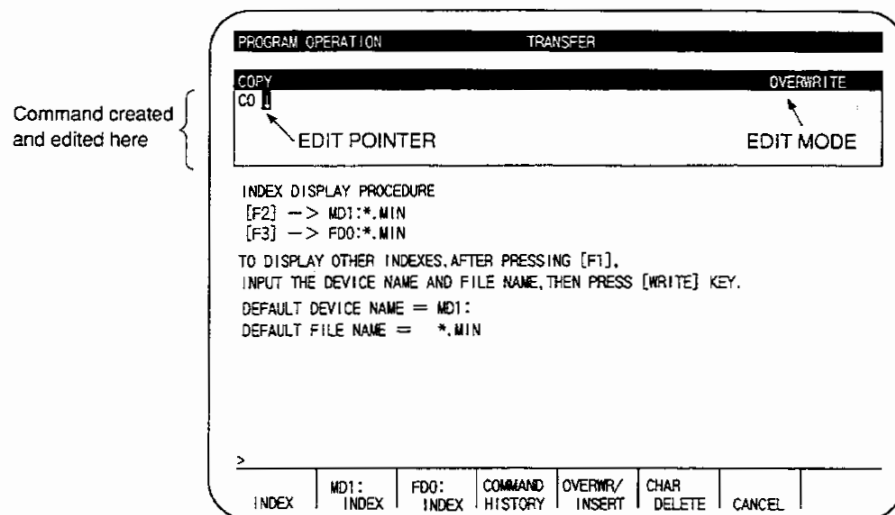 PROGRAM OPERATION TRANSFER
COPY OVERWRITE
CO
Command created
and edited here
EDIT POINTER
EDIT MODE
INDEX DISPLAY PROCEDURE
[F2] —> MD1:*.MIN
[F3] —> FD0:*.MIN
TO DISPLAY OTHER INDEXES,AFTER PRESSING [F1],
INPUT THE DEVICE NAME AND FILE NAME,THEN PRESS [WRITE] KEY.
DEFAULT DEVICE NAME = MD1:
DEFAULT FILE NAME = *.MIN
>
INDEX
MD1:
INDEX
FD0:
INDEX
COMMAND
HISTORY
OVERWR/
INSERT
CHAR
DELETE
CANCEL